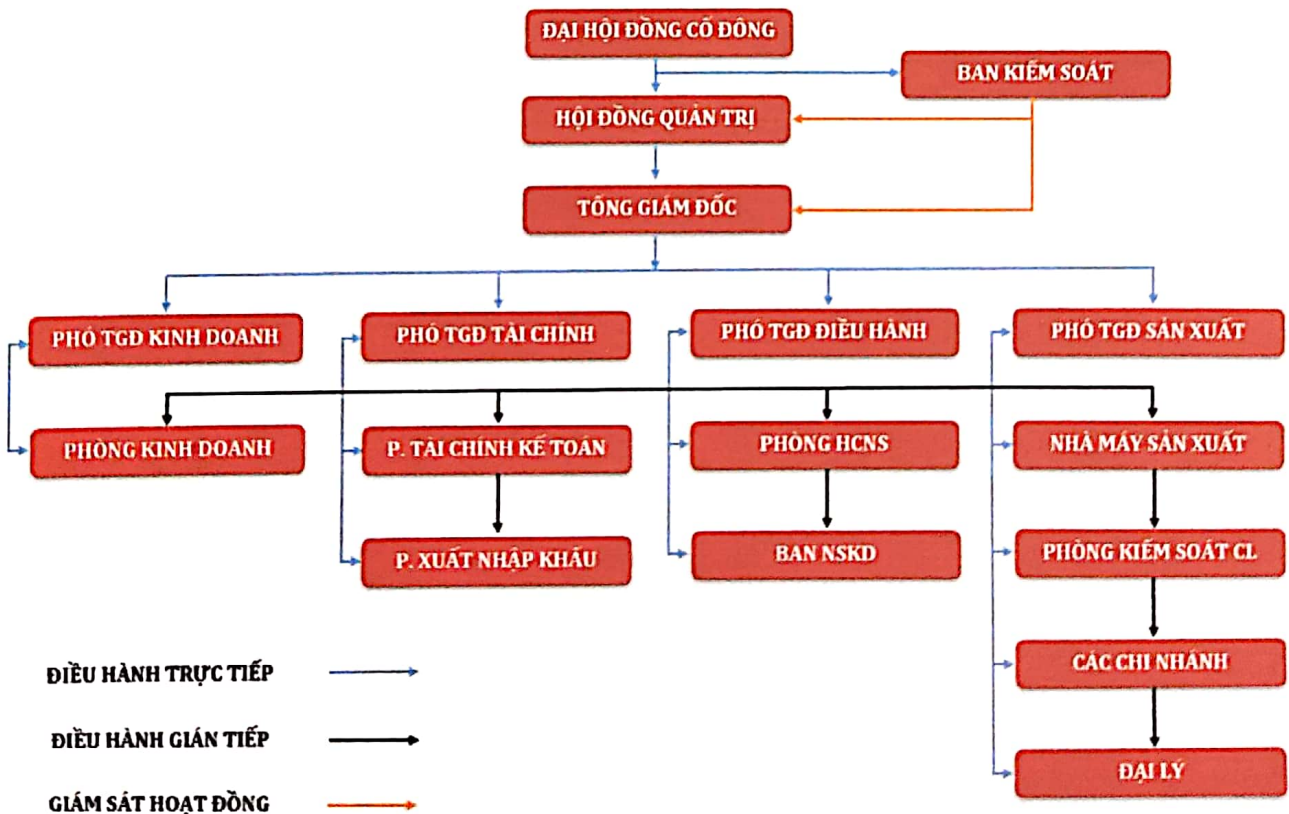 ĐẠI HỘI ĐỒNG CỔ ĐÔNG
BAN KIỂM SOÁT
HỘI ĐỒNG QUẢN TRỊ
TỔNG GIÁM ĐỐC
PHÓ TGĐ KINH DOANH
PHÓ TGĐ TÀI CHÍNH
PHÓ TGĐ ĐIỀU HÀNH
PHÓ TGĐ SẢN XUẤT
PHÒNG KINH DOANH
P. TÀI CHÍNH KẾ TOÁN
PHÒNG HCNS
NHÀ MÁY SẢN XUẤT
P. XUẤT NHẬP KHẨU
BAN NSKD
PHÒNG KIỂM SOÁT CL
CÁC CHI NHÁNH
ĐẠI LÝ
ĐIỀU HÀNH TRỰC TIẾP
ĐIỀU HÀNH GIÁN TIẾP
GIÁM SÁT HOẠT ĐỒNG